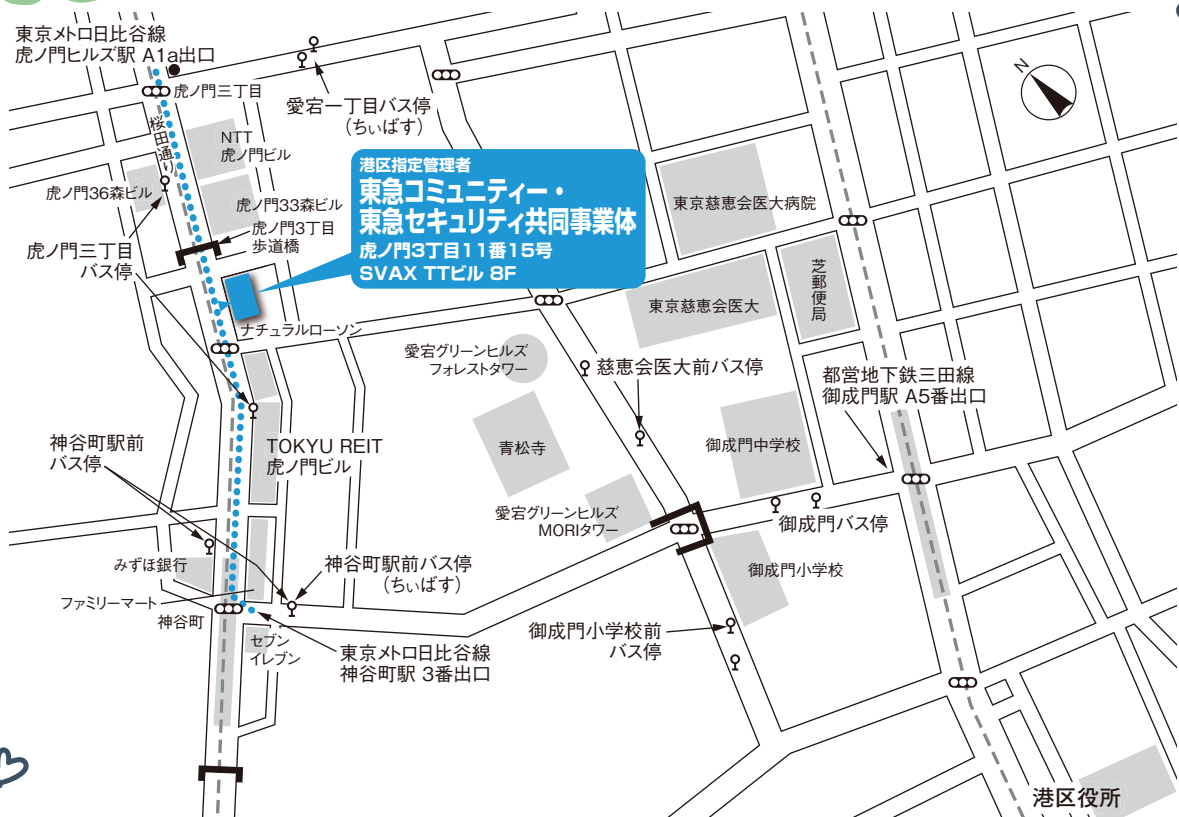 東京メトロ日比谷線
虎ノ門ヒルズ駅 A1a出口
虎ノ門三丁目
愛宕一丁目バス停
(ちぃばす)
桜田通り
NTT
虎ノ門ビル
虎ノ門36森ビル
虎ノ門33森ビル
虎ノ門3丁目
歩道橋
虎ノ門三丁目
バス停
港区指定管理者
東急コミュニティー・
東急セキュリティ共同事業体
虎ノ門3丁目11番15号
SVAX TTビル 8F
N
東京慈恵会医大病院
東京慈恵会医大
芝郵便局
ナチュラルローソン
愛宕グリーンヒルズ
フォレストタワー
慈恵会医大前バス停
都営地下鉄三田線
御成門駅 A5番出口
神谷町駅前
バス停
TOKYU REIT
虎ノ門ビル
青松寺
御成門中学校
愛宕グリーンヒルズ
MORIタワー
御成門バス停
みずほ銀行
神谷町駅前バス停
(ちぃばす)
御成門小学校
ファミリーマート
神谷町
セブン
イレブン
東京メトロ日比谷線
神谷町駅 3番出口
御成門小学校前
バス停
港区役所